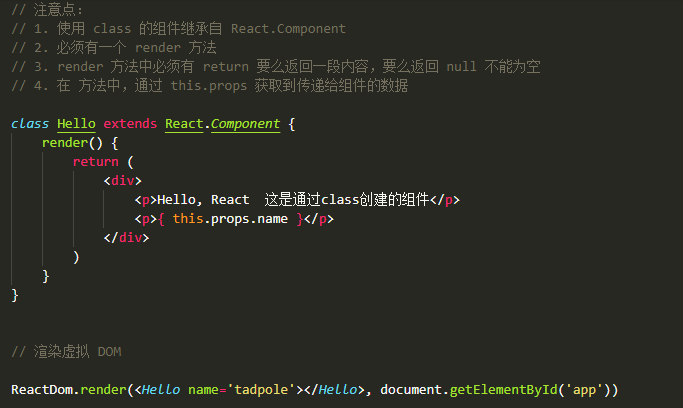 // 注意点:
// 1. 使用 class 的组件继承自 React.Component
// 2. 必须有一个 render 方法
// 3. render 方法中必须有 return 要么返回一段内容，要么返回 null 不能为空
// 4. 在 方法中，通过 this.props 获取到传递给组件的数据
class Hello extends React.Component {
render() {
return (
<div>
<p>Hello, React  这是通过class创建的组件</p>
<p>{ this.props.name }</p>
</div>
)
}
}
// 渲染虚拟 DOM
ReactDom.render(<Hello name='tadpole'></Hello>, document.getElementById('app'))